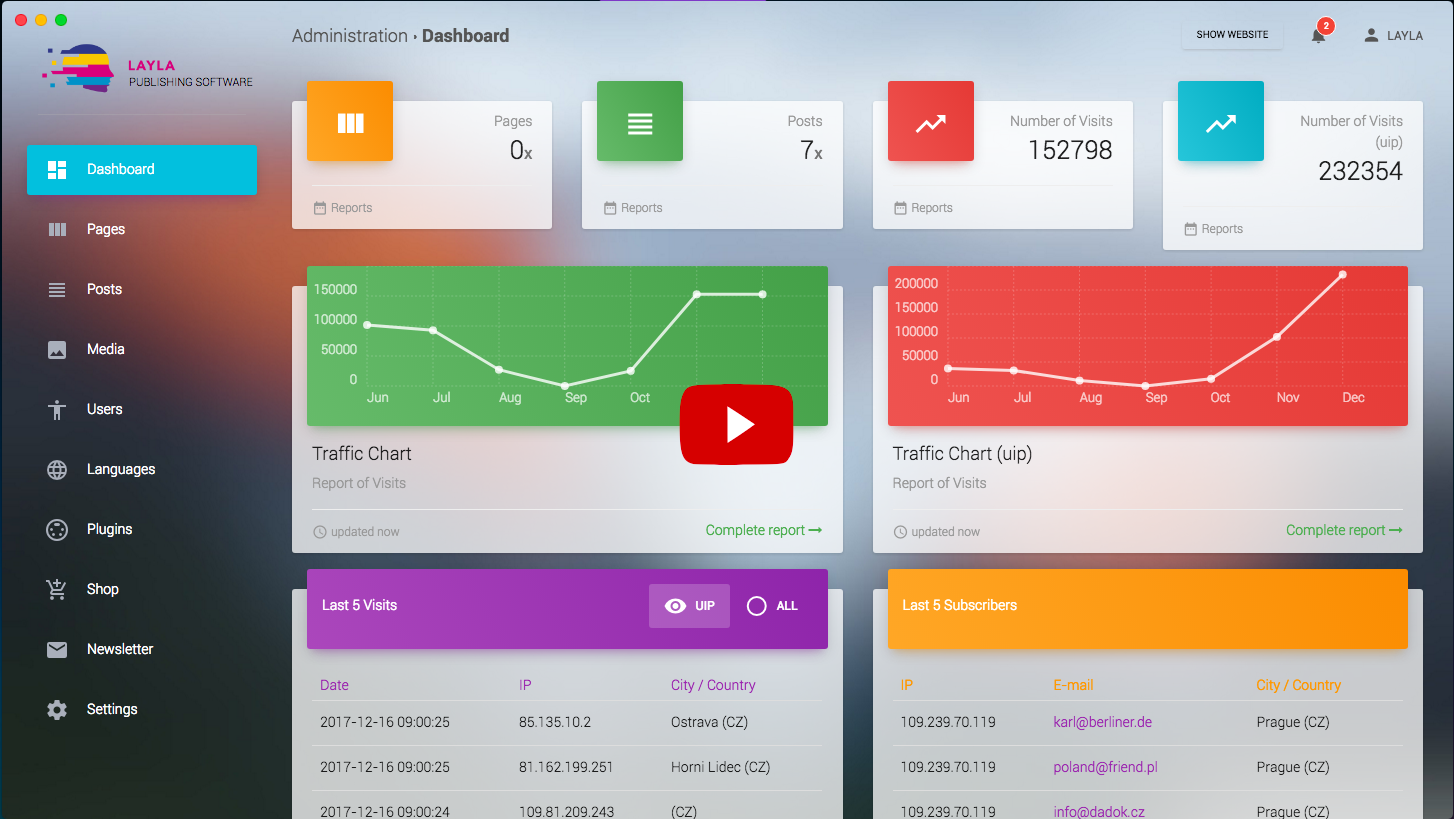 LAYLA
PUBLISHING SOFTWARE
Dashboard
Pages
Posts
Media
Users
Languages
Plugins
Shop
Newsletter
Settings
Administration • Dashboard
SHOW WEBSITE
2
LAYLA
Pages
0x
Reports
Posts
7x
Reports
Number of Visits
152798
Reports
Number of Visits
(uip)
232354
Reports
150000
100000
50000
0
Jun Jul Aug Sep Oct
Traffic Chart
Report of Visits
updated now
Complete report →
200000
150000
100000
50000
0
Jun Jul Aug Sep Oct Nov Dec
Traffic Chart (uip)
Report of Visits
updated now
Complete report →
Last 5 Visits UIP ALL
Date IP City / Country
2017-12-16 09:00:25 85.135.10.2 Ostrava (CZ)
2017-12-16 09:00:25 81.162.199.251 Horni Lidec (CZ)
2017-12-16 09:00:24 109.81.209.243 (CZ)
Last 5 Subscribers
IP E-mail City / Country
109.239.70.119 karl@berliner.de Prague (CZ)
109.239.70.119 poland@friend.pl Prague (CZ)
109.239.70.119 info@dadok.cz Prague (CZ)